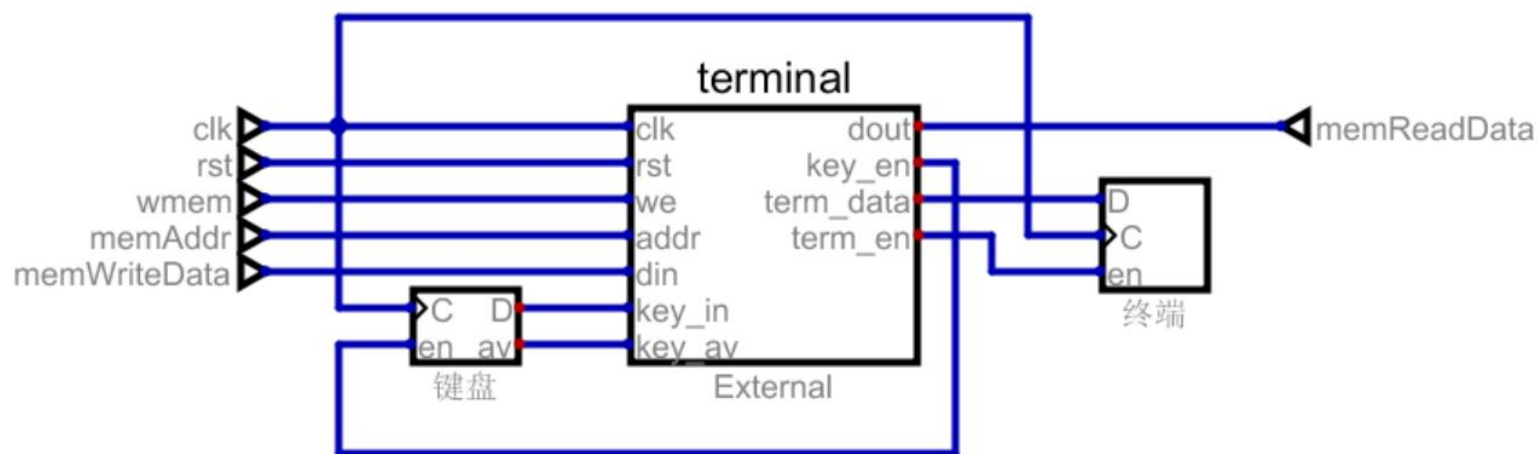 terminal
clk clk dout memReadData
rst rst key_en
wmem we term_data D
memAddr addr term_en C
memWriteData din en
C D key_in 终端
en av key_av
键盘 External